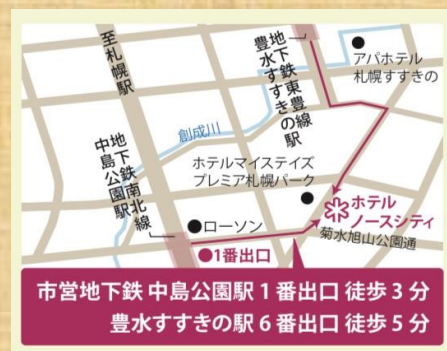 至札幌駅
地下鉄東豊線
豊水すすきの駅
アパホテル
札幌すすきの
創成川
地下鉄南北線
中島公園駅
ホテルマイステイズ
プレミア札幌パーク
ローソン
ホテル
ノースシティ
菊水旭山公園通
●1番出口
市営地下鉄 中島公園駅 1 番出口 徒歩 3 分
豊水すすきの駅 6 番出口 徒歩 5 分